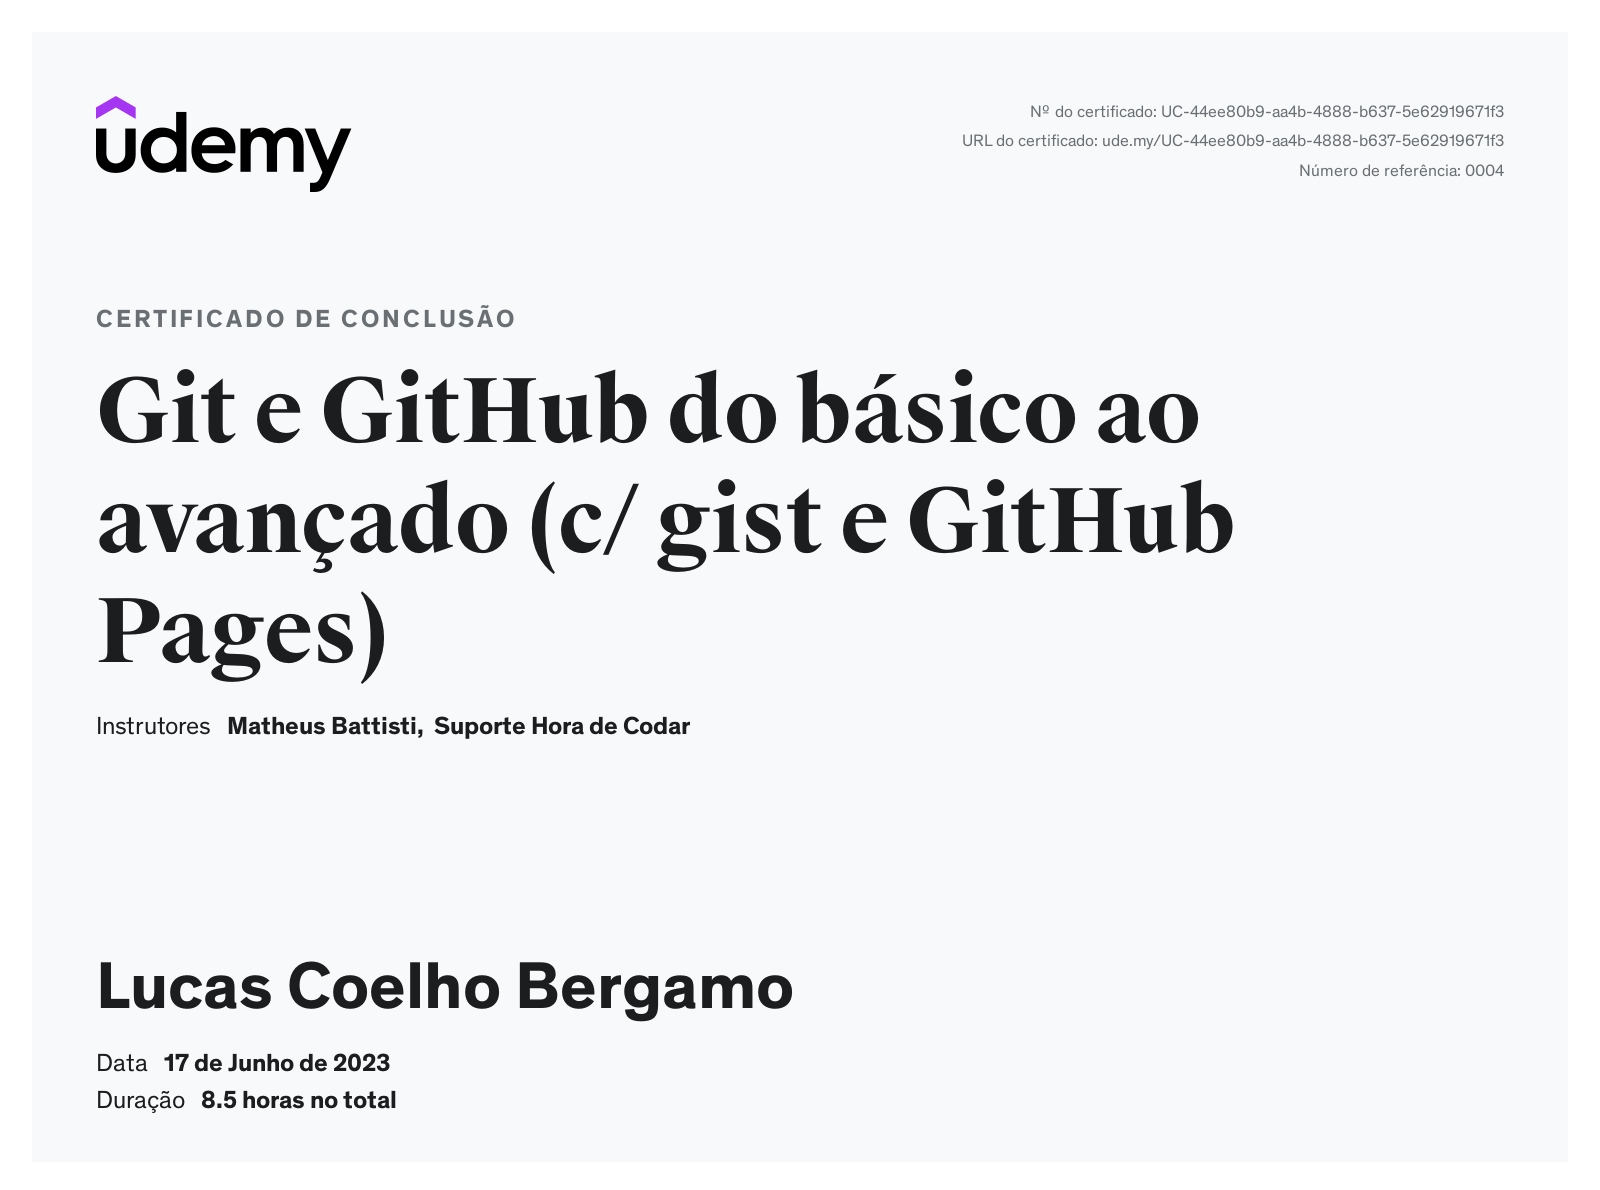 udemy
Nº do certificado: UC-44ee80b9-aa4b-4888-b637-5e62919671f3
URL do certificado: ude.my/UC-44ee80b9-aa4b-4888-b637-5e62919671f3
Número de referência: 0004
CERTIFICADO DE CONCLUSÃO
Git e GitHub do básico ao
avançado (c/ gist e GitHub
Pages)
Instrutores Matheus Battisti, Suporte Hora de Codar
Lucas Coelho Bergamo
Data 17 de Junho de 2023
Duração 8.5 horas no total